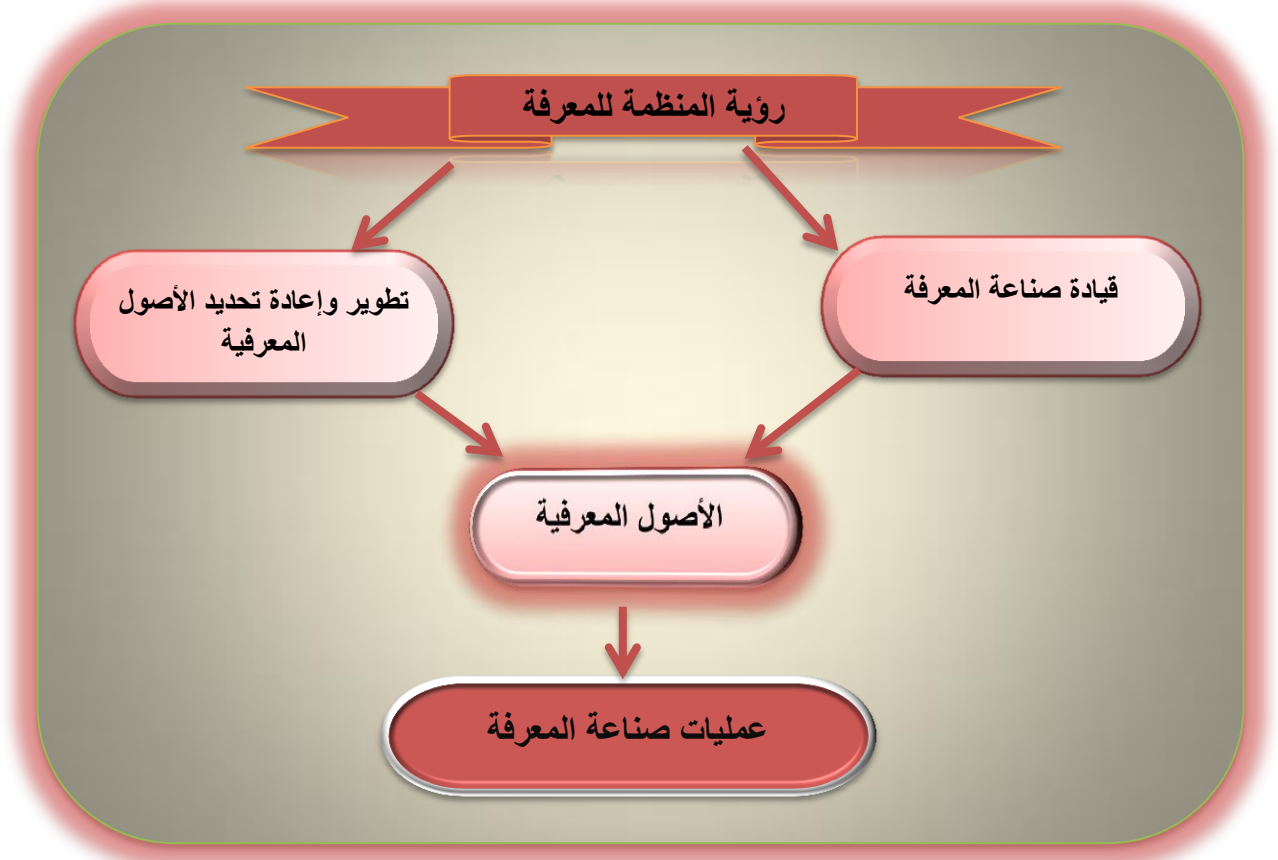 رؤية المنظمة للمعرفة
قيادة صناعة المعرفة
تطوير وإعادة تحديد الأصول
المعرفية
الأصول المعرفية
عمليات صناعة المعرفة